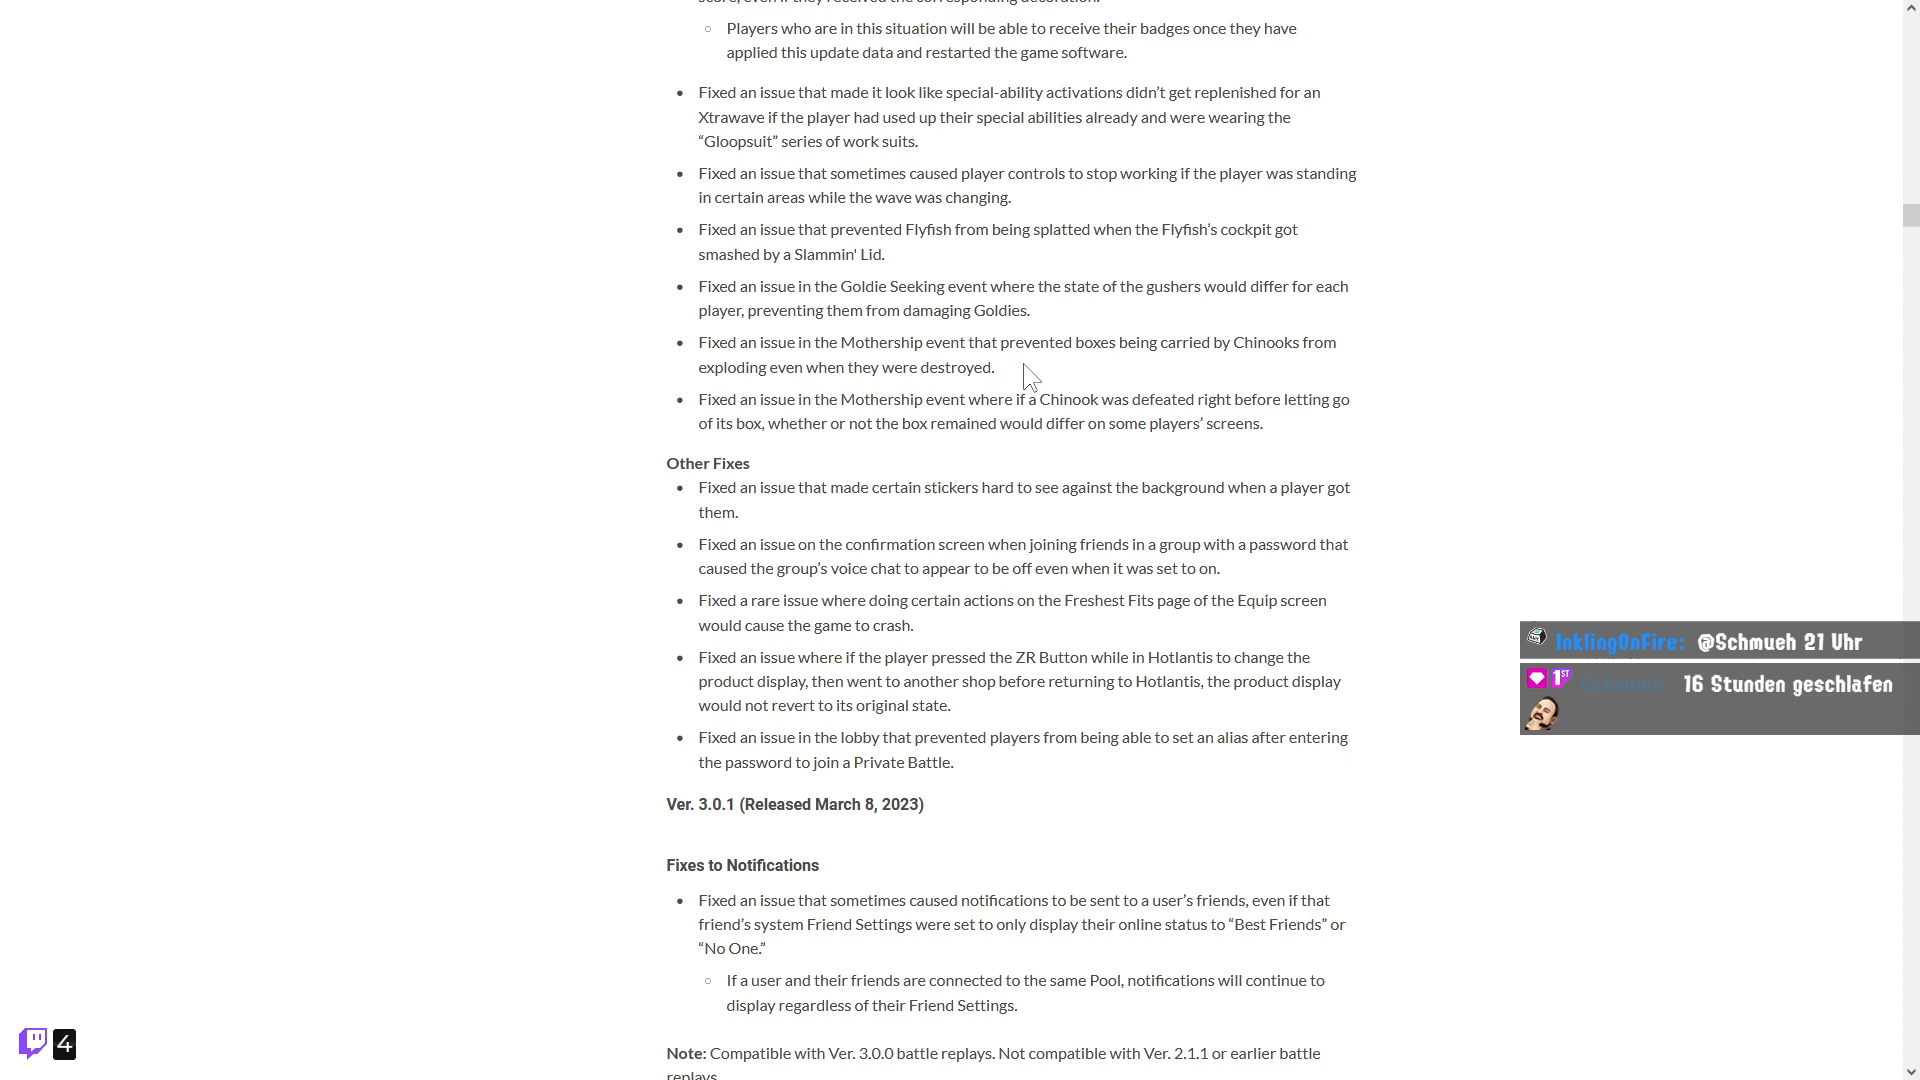 score, even if they received the corresponding decoration.
Players who are in this situation will be able to receive their badges once they have
applied this update data and restarted the game software.
Fixed an issue that made it look like special-ability activations didn’t get replenished for an
Xtrawave if the player had used up their special abilities already and were wearing the
“Gloopsuit” series of work suits.
Fixed an issue that sometimes caused player controls to stop working if the player was standing
in certain areas while the wave was changing.
Fixed an issue that prevented Flyfish from being splatted when the Flyfish’s cockpit got
smashed by a Slammin' Lid.
Fixed an issue in the Goldie Seeking event where the state of the gushers would differ for each
player, preventing them from damaging Goldies.
Fixed an issue in the Mothership event that prevented boxes being carried by Chinooks from
exploding even when they were destroyed.
Fixed an issue in the Mothership event where if a Chinook was defeated right before letting go
of its box, whether or not the box remained would differ on some players’ screens.
Other Fixes
Fixed an issue that made certain stickers hard to see against the background when a player got
them.
Fixed an issue on the confirmation screen when joining friends in a group with a password that
caused the group’s voice chat to appear to be off even when it was set to on.
Fixed a rare issue where doing certain actions on the Freshest Fits page of the Equip screen
would cause the game to crash.
Fixed an issue where if the player pressed the ZR Button while in Hotlantis to change the
product display, then went to another shop before returning to Hotlantis, the product display
would not revert to its original state.
Fixed an issue in the lobby that prevented players from being able to set an alias after entering
the password to join a Private Battle.
Ver. 3.0.1 (Released March 8, 2023)
Fixes to Notifications
Fixed an issue that sometimes caused notifications to be sent to a user’s friends, even if that
friend’s system Friend Settings were set to only display their online status to “Best Friends” or
“No One.”
If a user and their friends are connected to the same Pool, notifications will continue to
display regardless of their Friend Settings.
Note: Compatible with Ver. 3.0.0 battle replays. Not compatible with Ver. 2.1.1 or earlier battle
replays.
InklingOnFire: @Schmueh 21 Uhr
1ST Schmueh: 16 Stunden geschlafen
4